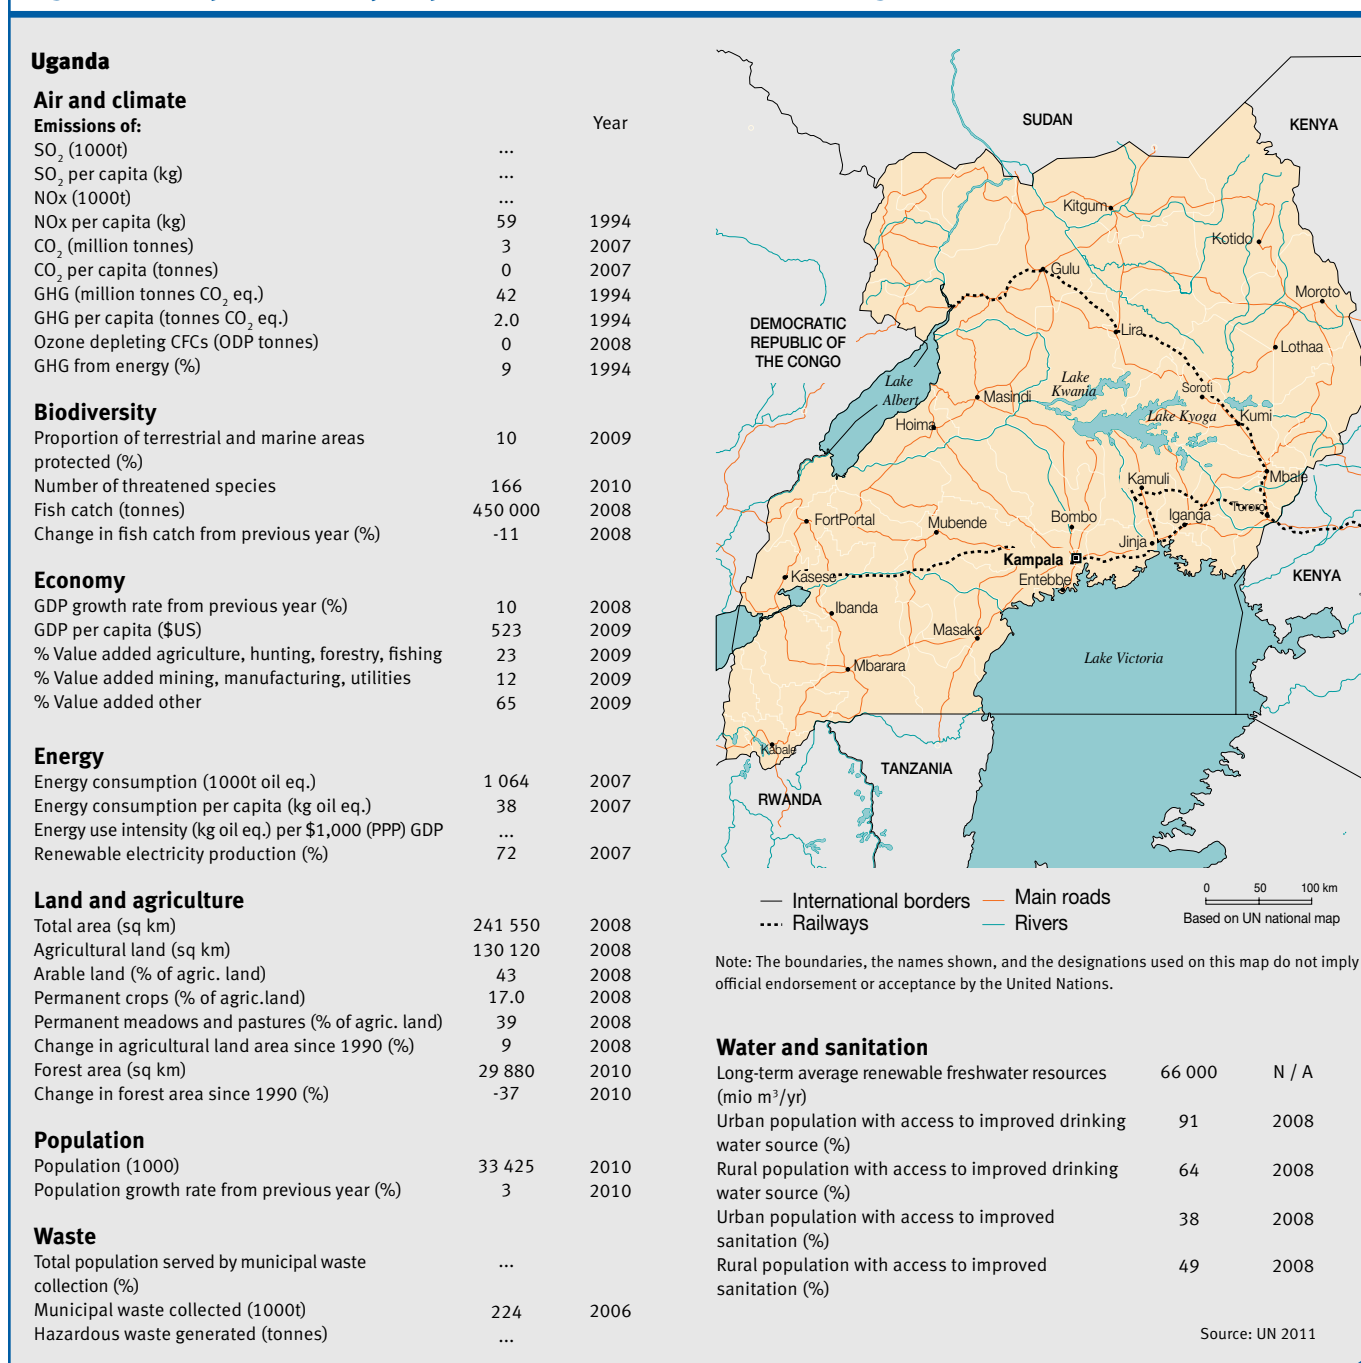 Uganda
Air and climate
Emissions of: Year
SO2 (1000t) ...
SO2 per capita (kg) ...
NOx (1000t) ...
NOx per capita (kg) 59 1994
CO2 (million tonnes) 3 2007
CO2 per capita (tonnes) 0 2007
GHG (million tonnes CO2 eq.) 42 1994
GHG per capita (tonnes CO2 eq.) 2.0 1994
Ozone depleting CFCs (ODP tonnes) 0 2008
GHG from energy (%) 9 1994
Biodiversity
Proportion of terrestrial and marine areas 10 2009
protected (%)
Number of threatened species 166 2010
Fish catch (tonnes) 450 000 2008
Change in fish catch from previous year (%) -11 2008
Economy
GDP growth rate from previous year (%) 10 2008
GDP per capita ($US) 523 2009
% Value added agriculture, hunting, forestry, fishing 23 2009
% Value added mining, manufacturing, utilities 12 2009
% Value added other 65 2009
Energy
Energy consumption (1000t oil eq.) 1 064 2007
Energy consumption per capita (kg oil eq.) 38 2007
Energy use intensity (kg oil eq.) per $1,000 (PPP) GDP ...
Renewable electricity production (%) 72 2007
Land and agriculture
Total area (sq km) 241 550 2008
Agricultural land (sq km) 130 120 2008
Arable land (% of agric. land) 43 2008
Permanent crops (% of agric.land) 17.0 2008
Permanent meadows and pastures (% of agric. land) 39 2008
Change in agricultural land area since 1990 (%) 9 2008
Forest area (sq km) 29 880 2010
Change in forest area since 1990 (%) -37 2010
Population
Population (1000) 33 425 2010
Population growth rate from previous year (%) 3 2010
Waste
Total population served by municipal waste ...
collection (%)
Municipal waste collected (1000t) 224 2006
Hazardous waste generated (tonnes) ...
SUDAN
KENYA
Kitgum
Kotido
Gulu
Moroto
DEMOCRATIC
REPUBLIC OF
THE CONGO
Lira
Lothaa
Lake
Albert
Lake
Kwania
Masindi
Soroti
Lake Kyoga
Kumi
Hoima
Kamuli
Mbale
FortPortal
Mubende
Bombo
Iganga
Tororo
Jinja
Kampala
Kasese
Entebbe
KENYA
Ibanda
Masaka
Mbarara
Lake Victoria
Kabale
TANZANIA
RWANDA
International borders
Main roads
Railways
Rivers
0 50 100 km
Based on UN national map
Note: The boundaries, the names shown, and the designations used on this map do not imply
official endorsement or acceptance by the United Nations.
Water and sanitation
Long-term average renewable freshwater resources 66 000 N / A
(mio m3/yr)
Urban population with access to improved drinking 91 2008
water source (%)
Rural population with access to improved drinking 64 2008
water source (%)
Urban population with access to improved 38 2008
sanitation (%)
Rural population with access to improved 49 2008
sanitation (%)
Source: UN 2011